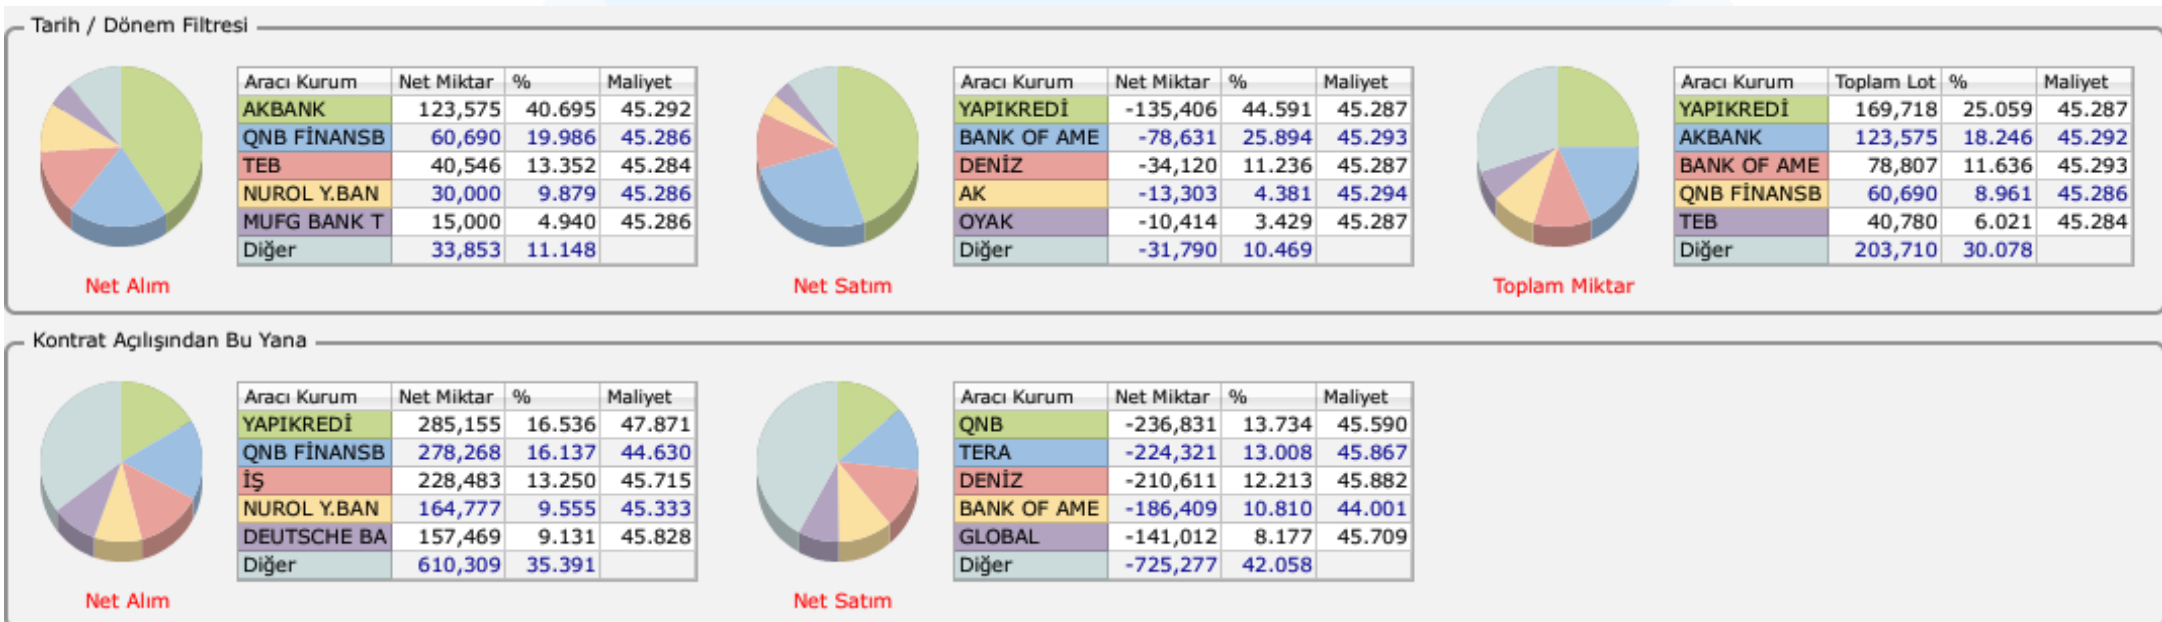 Tarih / Dönem Filtresi
Aracı Kurum Net Miktar % Maliyet
AKBANK 123,575 40.695 45.292
QNB FİNANSB 60,690 19.986 45.286
TEB 40,546 13.352 45.284
NUROL Y.BAN 30,000 9.879 45.286
MUFG BANK T 15,000 4.940 45.286
Diğer 33,853 11.148
Net Alım
Aracı Kurum Net Miktar % Maliyet
YAPIKREDİ -135,406 44.591 45.287
BANK OF AME -78,631 25.894 45.293
DENİZ -34,120 11.236 45.287
AK -13,303 4.381 45.294
OYAK -10,414 3.429 45.287
Diğer -31,790 10.469
Net Satım
Aracı Kurum Toplam Lot % Maliyet
YAPIKREDİ 169,718 25.059 45.287
AKBANK 123,575 18.246 45.292
BANK OF AME 78,807 11.636 45.293
QNB FİNANSB 60,690 8.961 45.286
TEB 40,780 6.021 45.284
Diğer 203,710 30.078
Toplam Miktar
Kontrat Açılışından Bu Yana
Aracı Kurum Net Miktar % Maliyet
YAPIKREDİ 285,155 16.536 47.871
QNB FİNANSB 278,268 16.137 44.630
İŞ 228,483 13.250 45.715
NUROL Y.BAN 164,777 9.555 45.333
DEUTSCHE BA 157,469 9.131 45.828
Diğer 610,309 35.391
Net Alım
Aracı Kurum Net Miktar % Maliyet
QNB -236,831 13.734 45.590
TERA -224,321 13.008 45.867
DENİZ -210,611 12.213 45.882
BANK OF AME -186,409 10.810 44.001
GLOBAL -141,012 8.177 45.709
Diğer -725,277 42.058
Net Satım